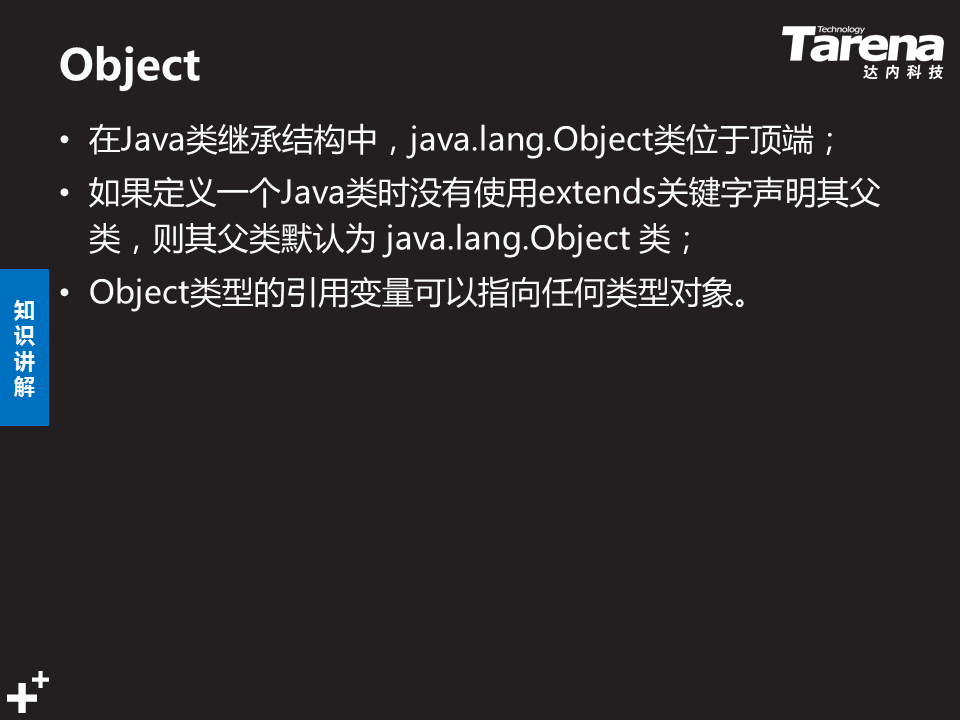 Object
Technology
Tarena
达内科技
• 在Java类继承结构中，java.lang.Object类位于顶端；
• 如果定义一个Java类时没有使用extends关键字声明其父
类，则其父类默认为 java.lang.Object 类；
• Object类型的引用变量可以指向任何类型对象。
知
识
讲
解